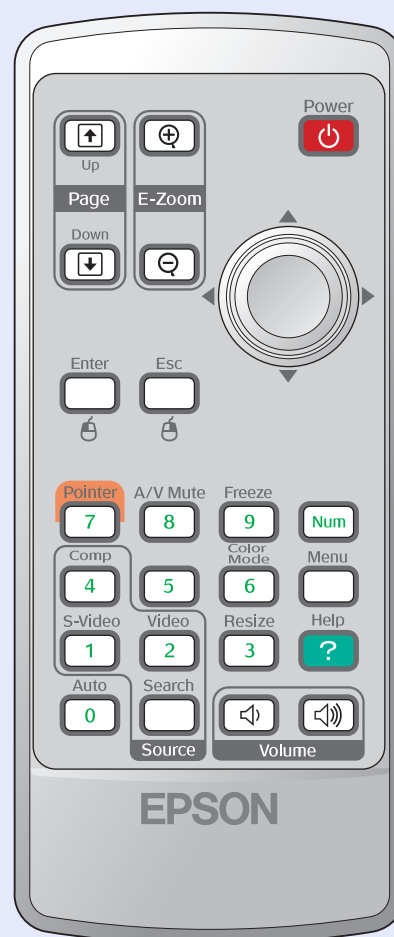 Power
Up
Page E-Zoom
Down
Enter Esc
Pointer A/V Mute Freeze
7 8 9 Num
Comp Color Mode Menu
4 5 6
S-Video Video Resize Help
1 2 3 ?
Auto Search
0
Source Volume
EPSON